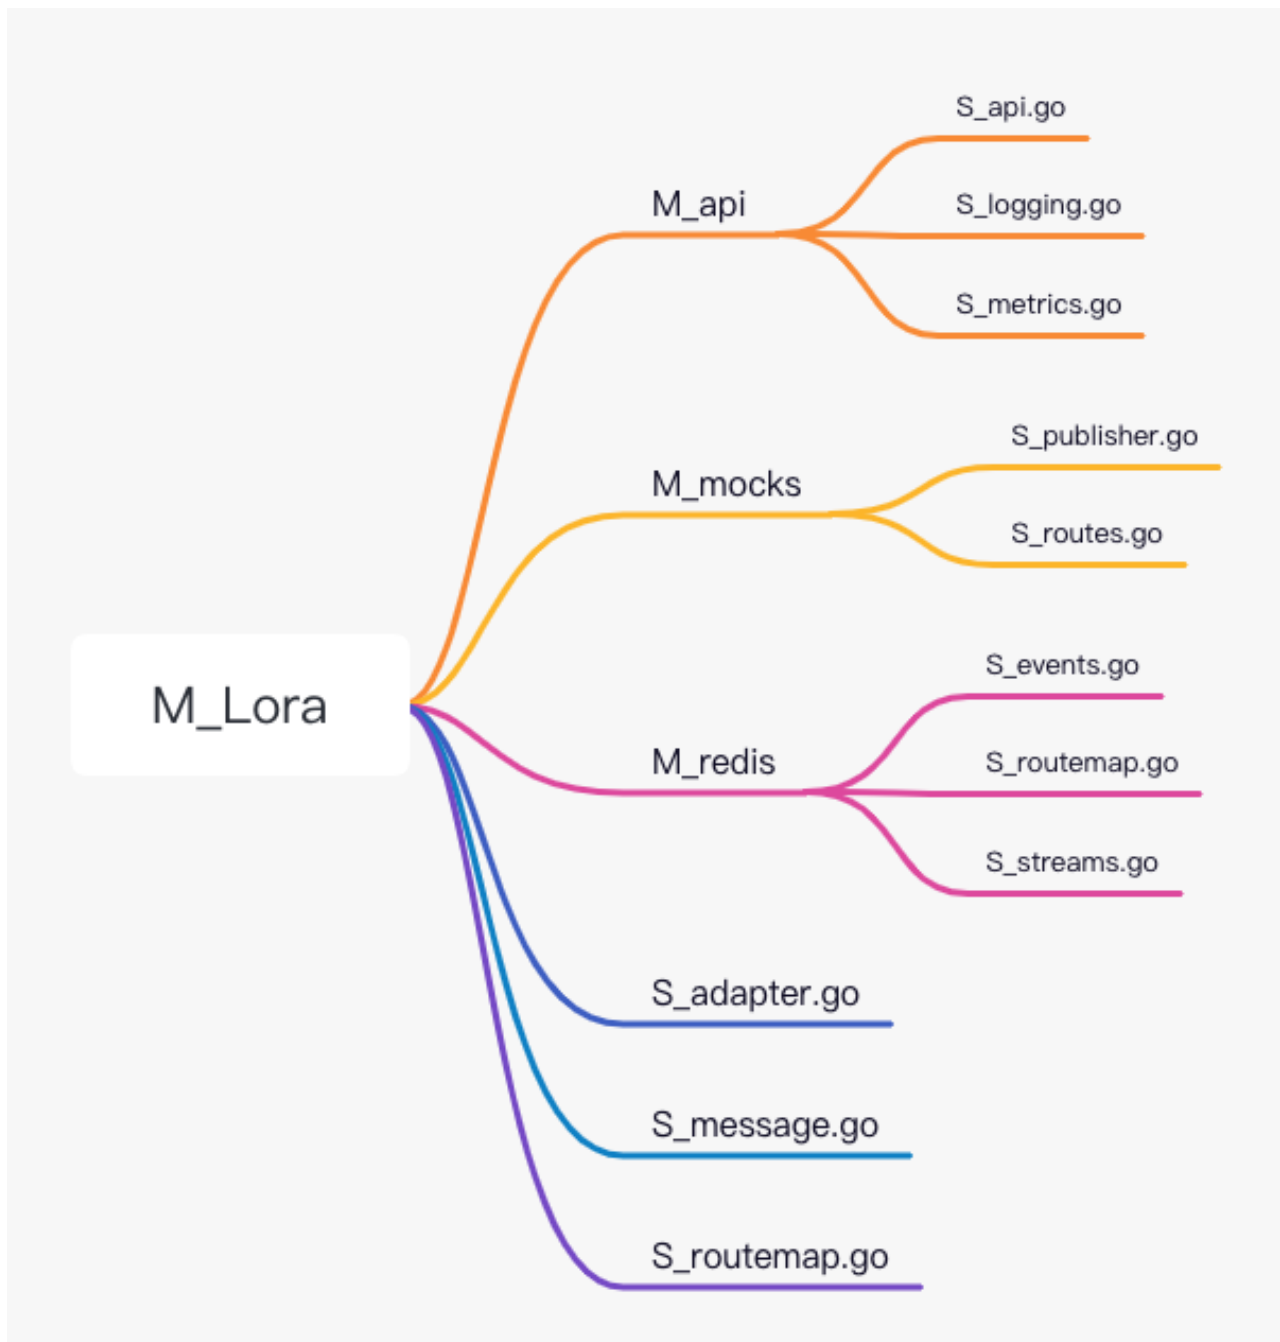 M_Lora
M_api
S_api.go
S_logging.go
S_metrics.go
M_mocks
S_publisher.go
S_routes.go
M_redis
S_events.go
S_routemap.go
S_streams.go
S_adapter.go
S_message.go
S_routemap.go